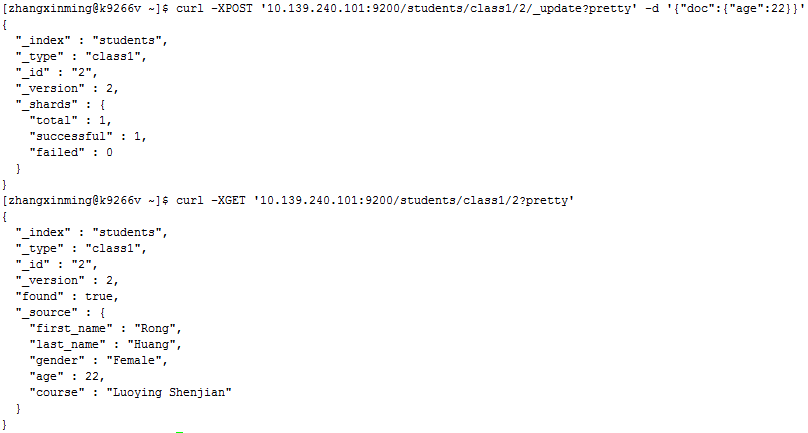 [zhangxinming@k9266v ~]$ curl -XPOST '10.139.240.101:9200/students/class1/2/_update?pretty' -d '{"doc":{"age":22}}'
{
  "_index" : "students",
  "_type" : "class1",
  "_id" : "2",
  "_version" : 2,
  "_shards" : {
    "total" : 1,
    "successful" : 1,
    "failed" : 0
  }
}
[zhangxinming@k9266v ~]$ curl -XGET '10.139.240.101:9200/students/class1/2?pretty'
{
  "_index" : "students",
  "_type" : "class1",
  "_id" : "2",
  "_version" : 2,
  "found" : true,
  "_source" : {
    "first_name" : "Rong",
    "last_name" : "Huang",
    "gender" : "Female",
    "age" : 22,
    "course" : "Luoying Shenjian"
  }
}